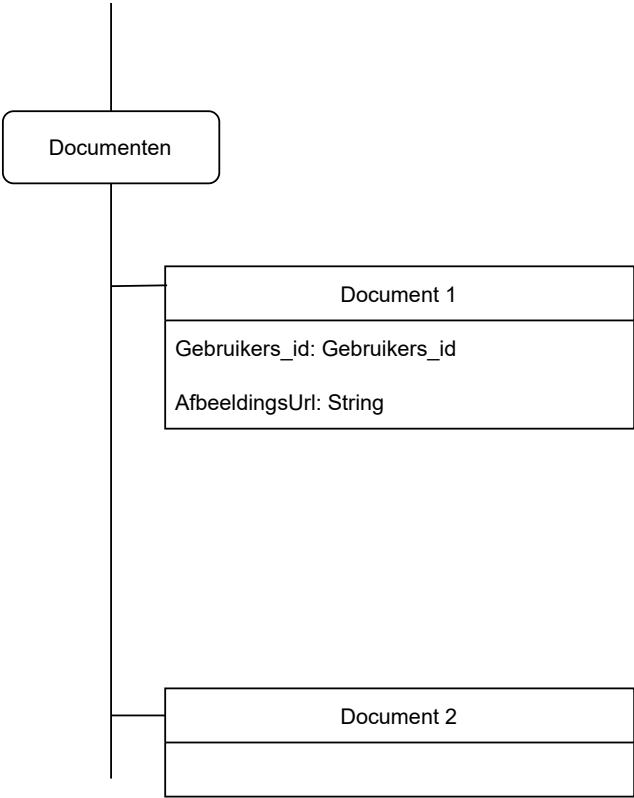 Documenten
Document 1
Gebruikers_id: Gebruikers_id
AfbeeldingsUrl: String
Document 2